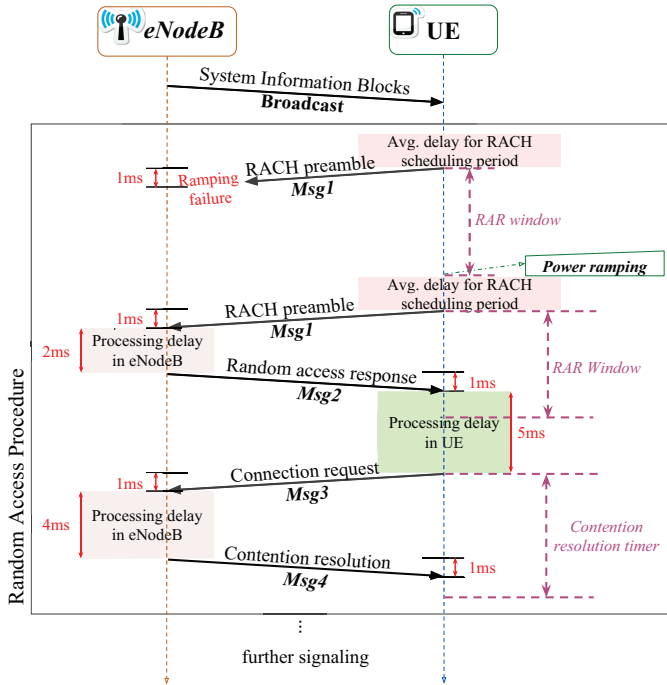 eNodeB
UE
System Information Blocks
Broadcast
Random Access Procedure
Avg. delay for RACH
scheduling period
RACH preamble
Msg1
1ms
Ramping
failure
RAR window
Power ramping
Avg. delay for RACH
scheduling period
RACH preamble
Msg1
1ms
2ms
Processing delay
in eNodeB
Random access response
Msg2
1ms
RAR Window
Processing delay
in UE
5ms
Connection request
Msg3
1ms
4ms
Processing delay
in eNodeB
Contention resolution
Msg4
1ms
Contention
resolution timer
...
further signaling